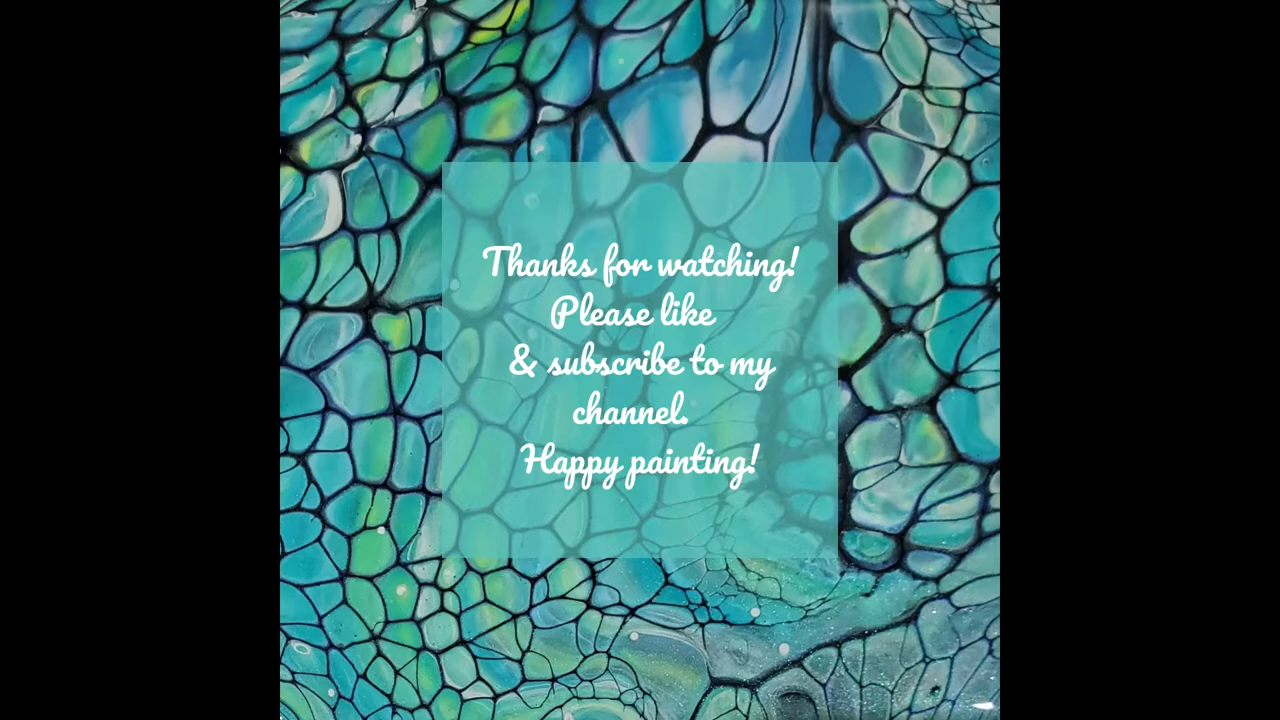 Thanks for watching!
Please like
& subscribe to my
channel.
Happy painting!